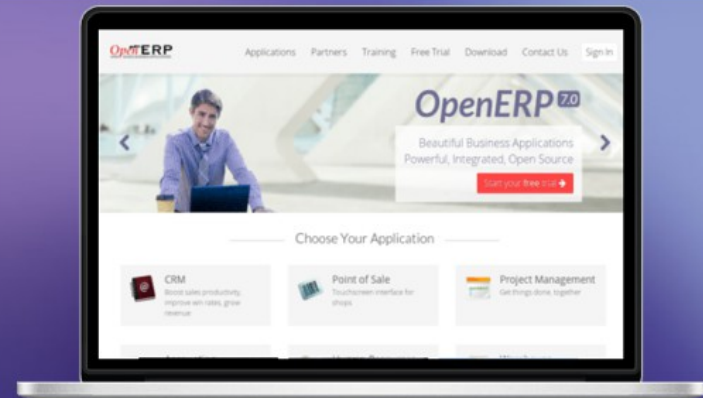 OpenERP
Applications Partners Training Free Trial Download Contact Us Sign In
OpenERP 7.0
Beautiful Business Applications
Powerful, Integrated, Open Source
Start your free trial
Choose Your Application
CRM
Boost sales productivity,
improve win rates, grow
revenue
Point of Sale
Touchscreen interface for
shops
Project Management
Get things done, together